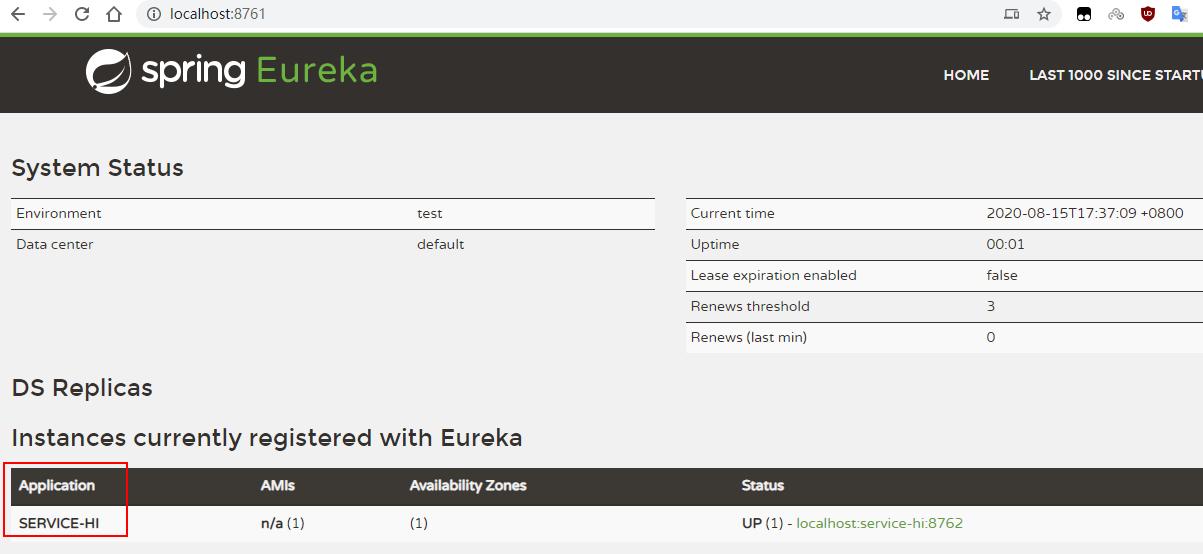 localhost:8761
spring Eureka
HOME LAST 1000 SINCE STARTU
System Status
Environment test
Data center default
Current time 2020-08-15T17:37:09 +0800
Uptime 00:01
Lease expiration enabled false
Renews threshold 3
Renews (last min) 0
DS Replicas
Instances currently registered with Eureka
Application AMIs Availability Zones Status
SERVICE-HI n/a (1) (1) UP (1) - localhost:service-hi:8762